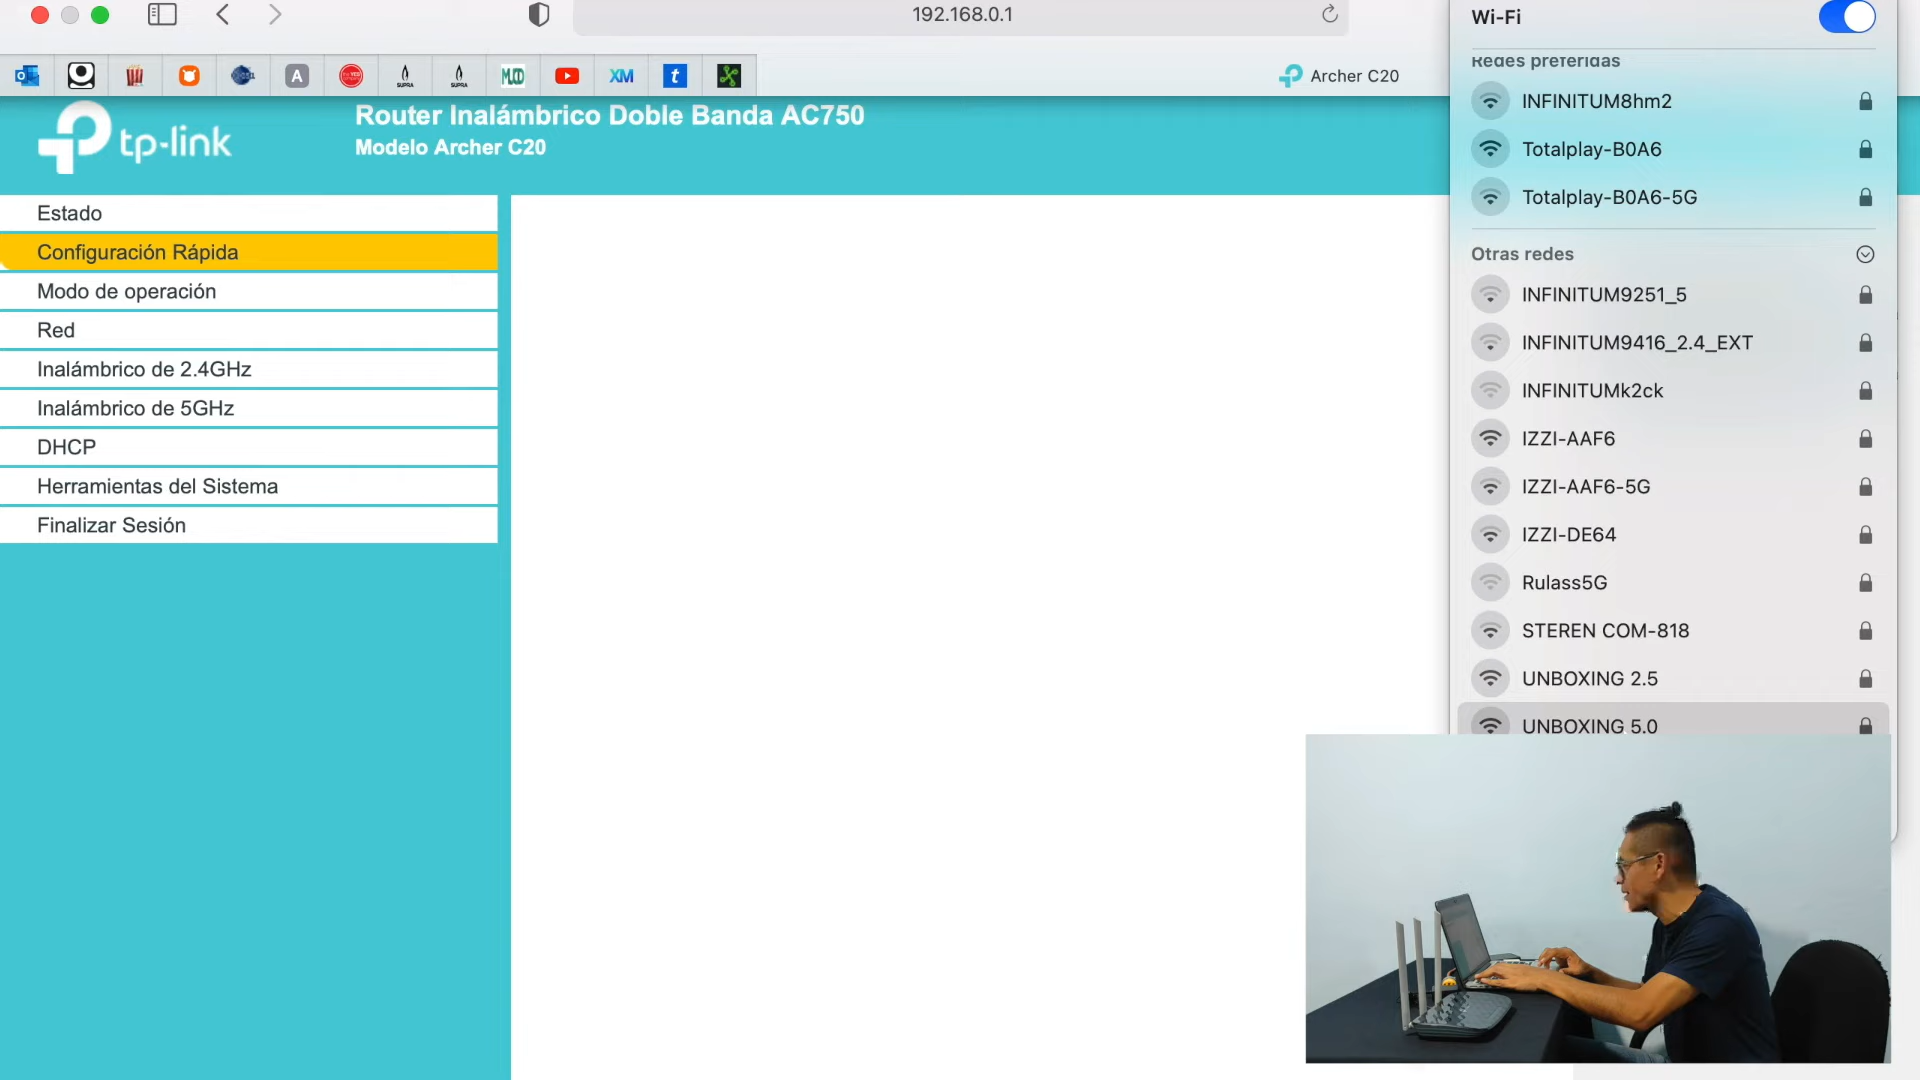 192.168.0.1
A
SUPRA
SUPRA
XM
t
Archer C20
tp-link
Router Inalámbrico Doble Banda AC750
Modelo Archer C20
Estado
Configuración Rápida
Modo de operación
Red
Inalámbrico de 2.4GHz
Inalámbrico de 5GHz
DHCP
Herramientas del Sistema
Finalizar Sesión
Wi-Fi
Redes preferidas
INFINITUM8hm2
Totalplay-B0A6
Totalplay-B0A6-5G
Otras redes
INFINITUM9251_5
INFINITUM9416_2.4_EXT
INFINITUMk2ck
IZZI-AAF6
IZZI-AAF6-5G
IZZI-DE64
Rulass5G
STEREN COM-818
UNBOXING 2.5
UNBOXING 5.0